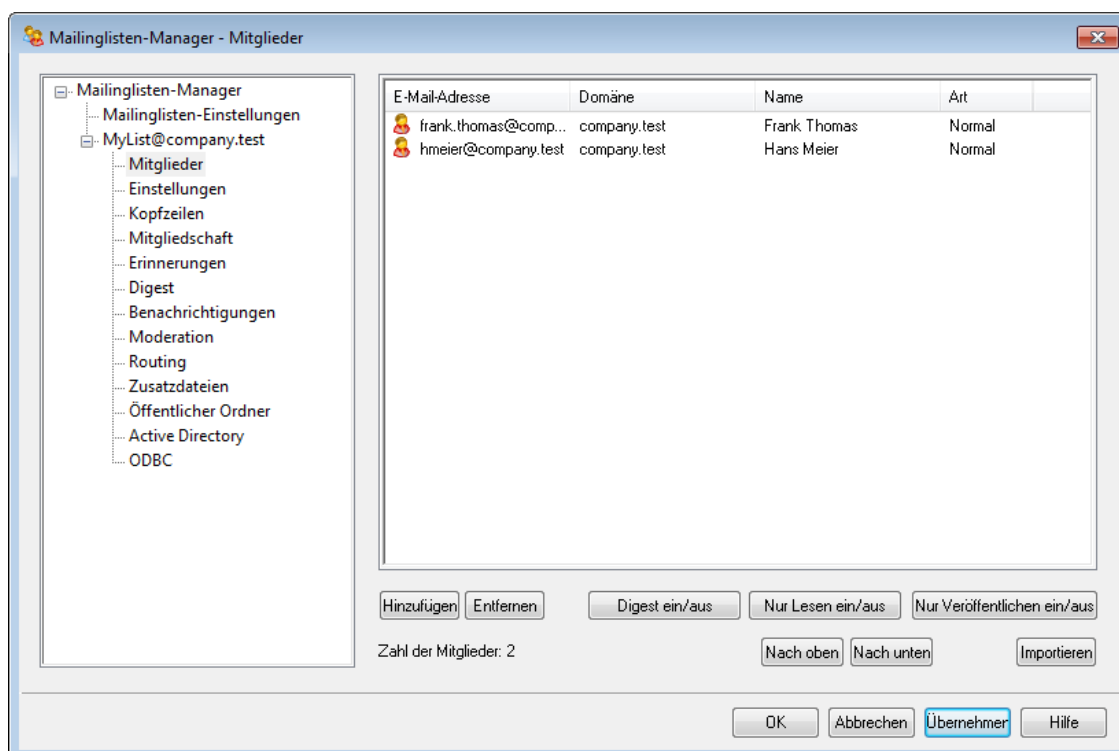 Mailinglisten-Manager - Mitglieder
Mailinglisten-Manager
Mailinglisten-Einstellungen
MyList@company.test
Mitglieder
Einstellungen
Kopfzeilen
Mitgliedschaft
Erinnerungen
Digest
Benachrichtigungen
Moderation
Routing
Zusatzdateien
Öffentlicher Ordner
Active Directory
ODBC
E-Mail-Adresse Domäne Name Art
frank.thomas@comp... company.test Frank Thomas Normal
hmeier@company.test company.test Hans Meier Normal
Hinzufügen Entfernen Digest ein/aus Nur Lesen ein/aus Nur Veröffentlichen ein/aus
Zahl der Mitglieder: 2 Nach oben Nach unten Importieren
OK Abbrechen Übernehmen Hilfe